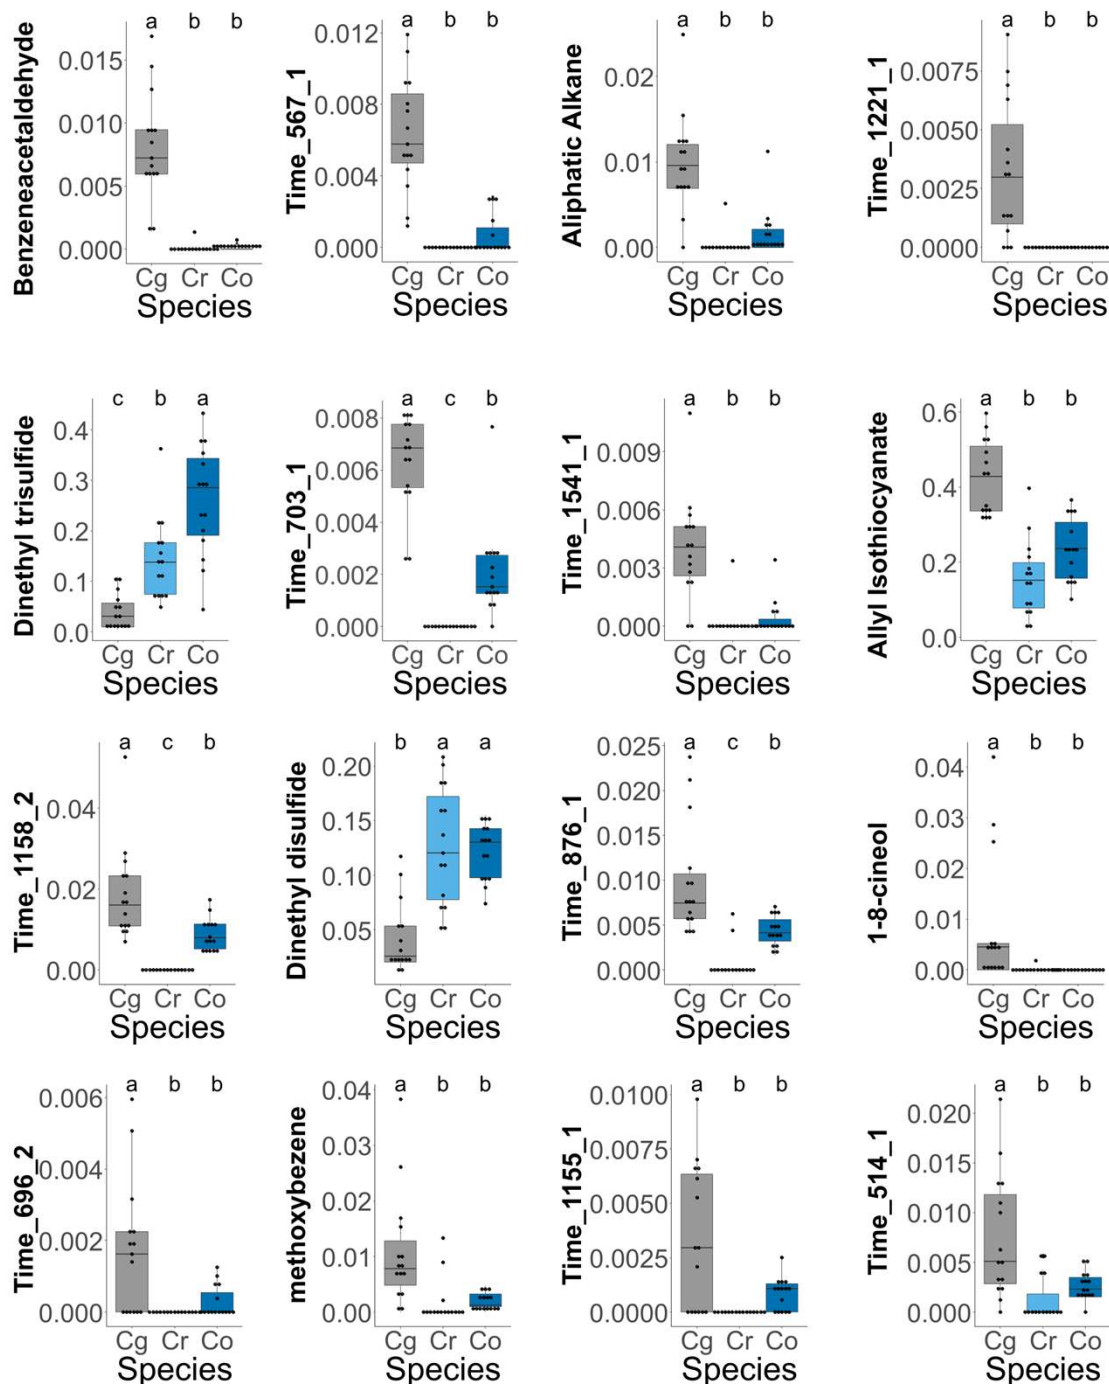 Benzeneacetaldehyde
a b b
0.015
0.010
0.005
0.000
Cg Cr Co
Species
Time_567_1
a b b
0.012
0.008
0.004
0.000
Cg Cr Co
Species
Aliphatic Alkane
a b b
0.02
0.01
0.00
Cg Cr Co
Species
Time_1221_1
a b b
0.0075
0.0050
0.0025
0.0000
Cg Cr Co
Species
Dinethyl trisulfide
c b a
0.4
0.3
0.2
0.1
0.0
Cg Cr Co
Species
Time_703_1
a c b
0.008
0.006
0.004
0.002
0.000
Cg Cr Co
Species
Time_1541_1
a b b
0.009
0.006
0.003
0.000
Cg Cr Co
Species
Allyl Isothiocyanate
a b b
0.6
0.4
0.2
0.0
Cg Cr Co
Species
Time_1158_2
a c b
0.04
0.02
0.00
Cg Cr Co
Species
Dinethyl disulfide
b a a
0.20
0.15
0.10
0.05
Cg Cr Co
Species
Time_876_1
a c b
0.025
0.020
0.015
0.010
0.005
0.000
Cg Cr Co
Species
1-8-cineol
a b b
0.04
0.03
0.02
0.01
0.00
Cg Cr Co
Species
Time_696_2
a b b
0.006
0.004
0.002
0.000
Cg Cr Co
Species
methoxybezene
a b b
0.04
0.03
0.02
0.01
0.00
Cg Cr Co
Species
Time_1155_1
a b b
0.0100
0.0075
0.0050
0.0025
0.0000
Cg Cr Co
Species
Time_514_1
a b b
0.020
0.015
0.010
0.005
0.000
Cg Cr Co
Species